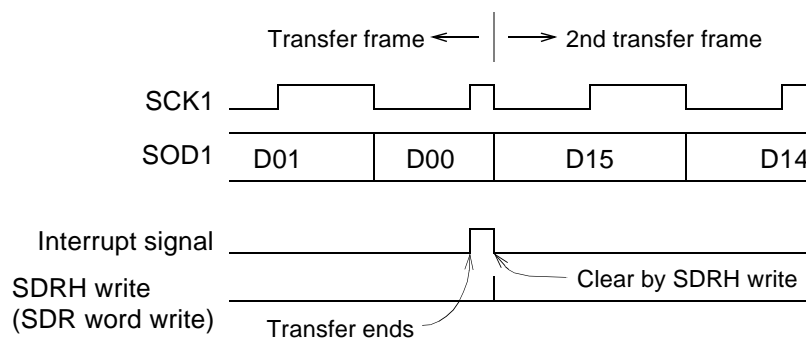 Transfer frame
2nd transfer frame
SCK1
SOD1
D01
D00
D15
D14
Interrupt signal
Clear by SDRH write
SDRH write
(SDR word write)
Transfer ends